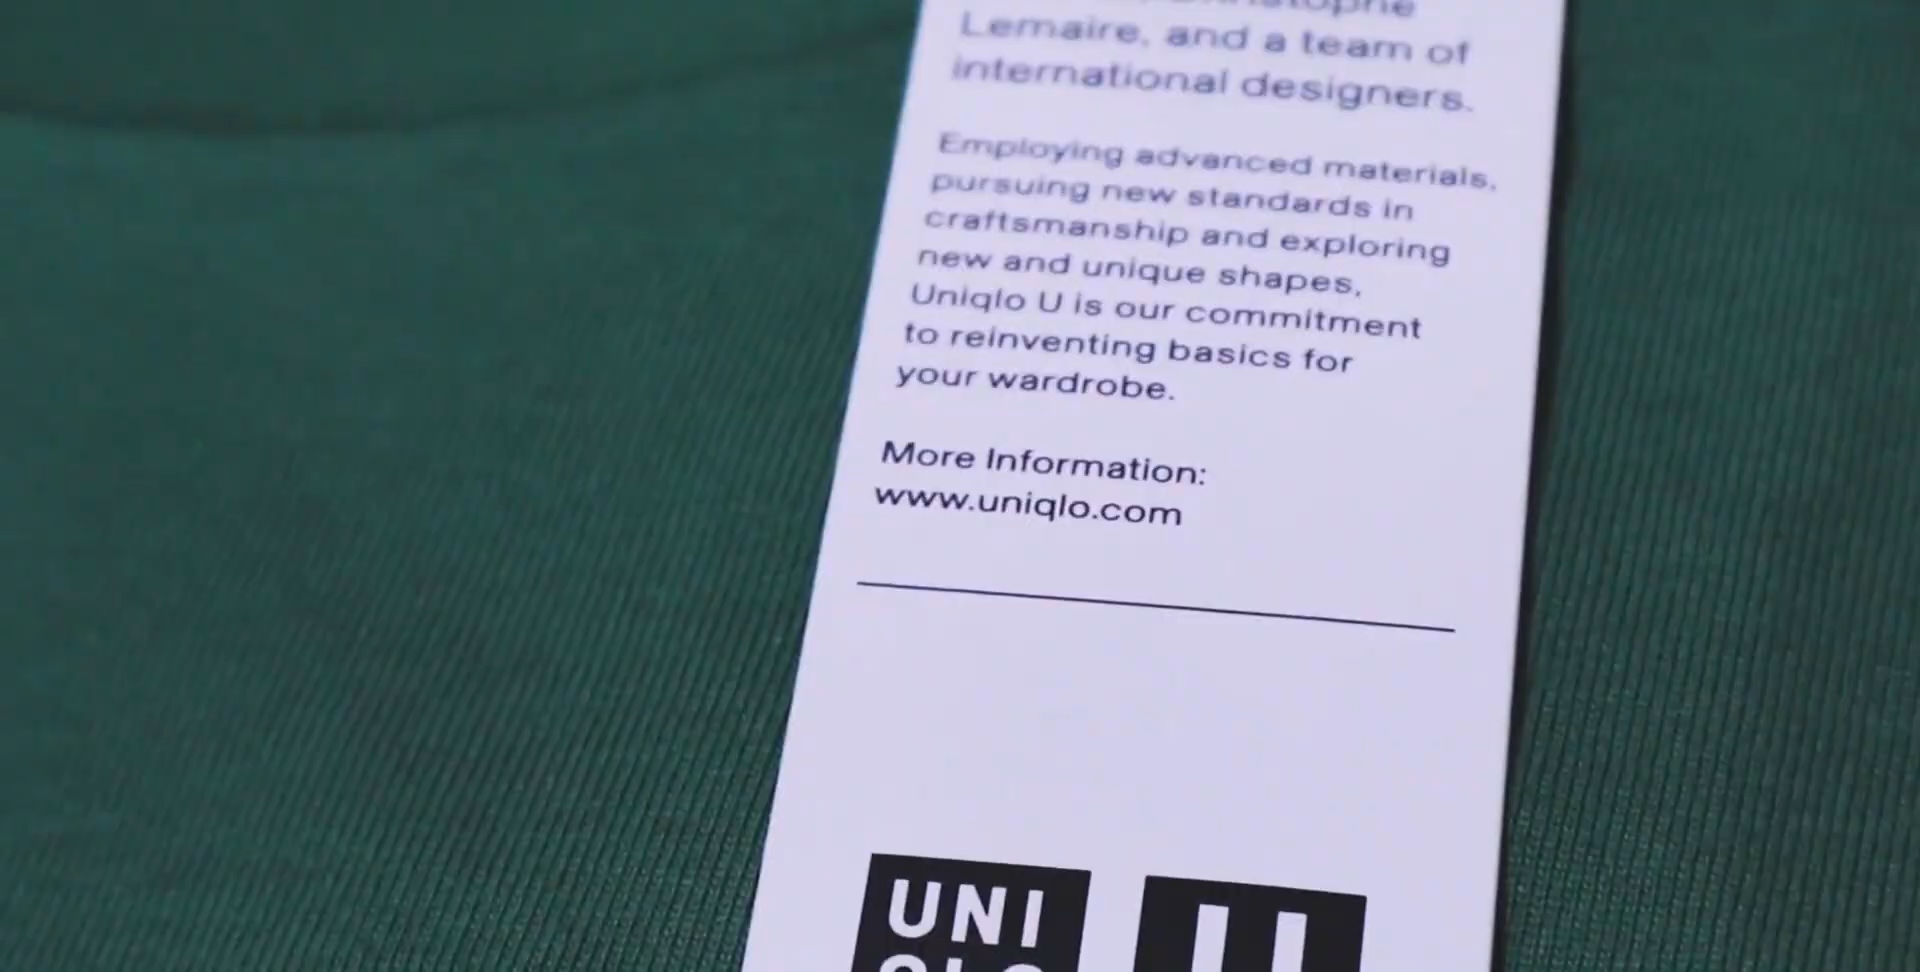 Lemaire, and a team of
international designers.
Employing advanced materials,
pursuing new standards in
craftsmanship and exploring
new and unique shapes,
Uniqlo U is our commitment
to reinventing basics for
your wardrobe.
More Information:
www.uniqlo.com
UNI
U